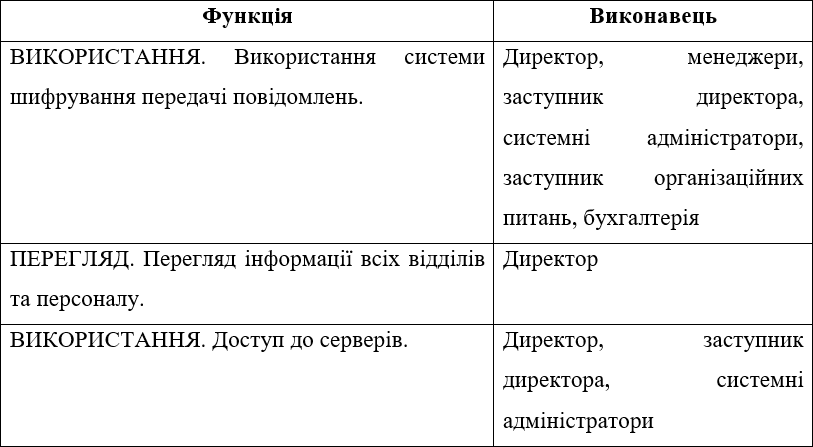 Функція
Виконавець
ВИКОРИСТАННЯ. Використання системи
шифрування передачі повідомлень.
Директор, менеджери,
заступник директора,
системні адміністратори,
заступник організаційних
питань, бухгалтерія
ПЕРЕГЛЯД. Перегляд інформації всіх відділів
та персоналу.
Директор
ВИКОРИСТАННЯ. Доступ до серверів.
Директор, заступник
директора, системні
адміністратори